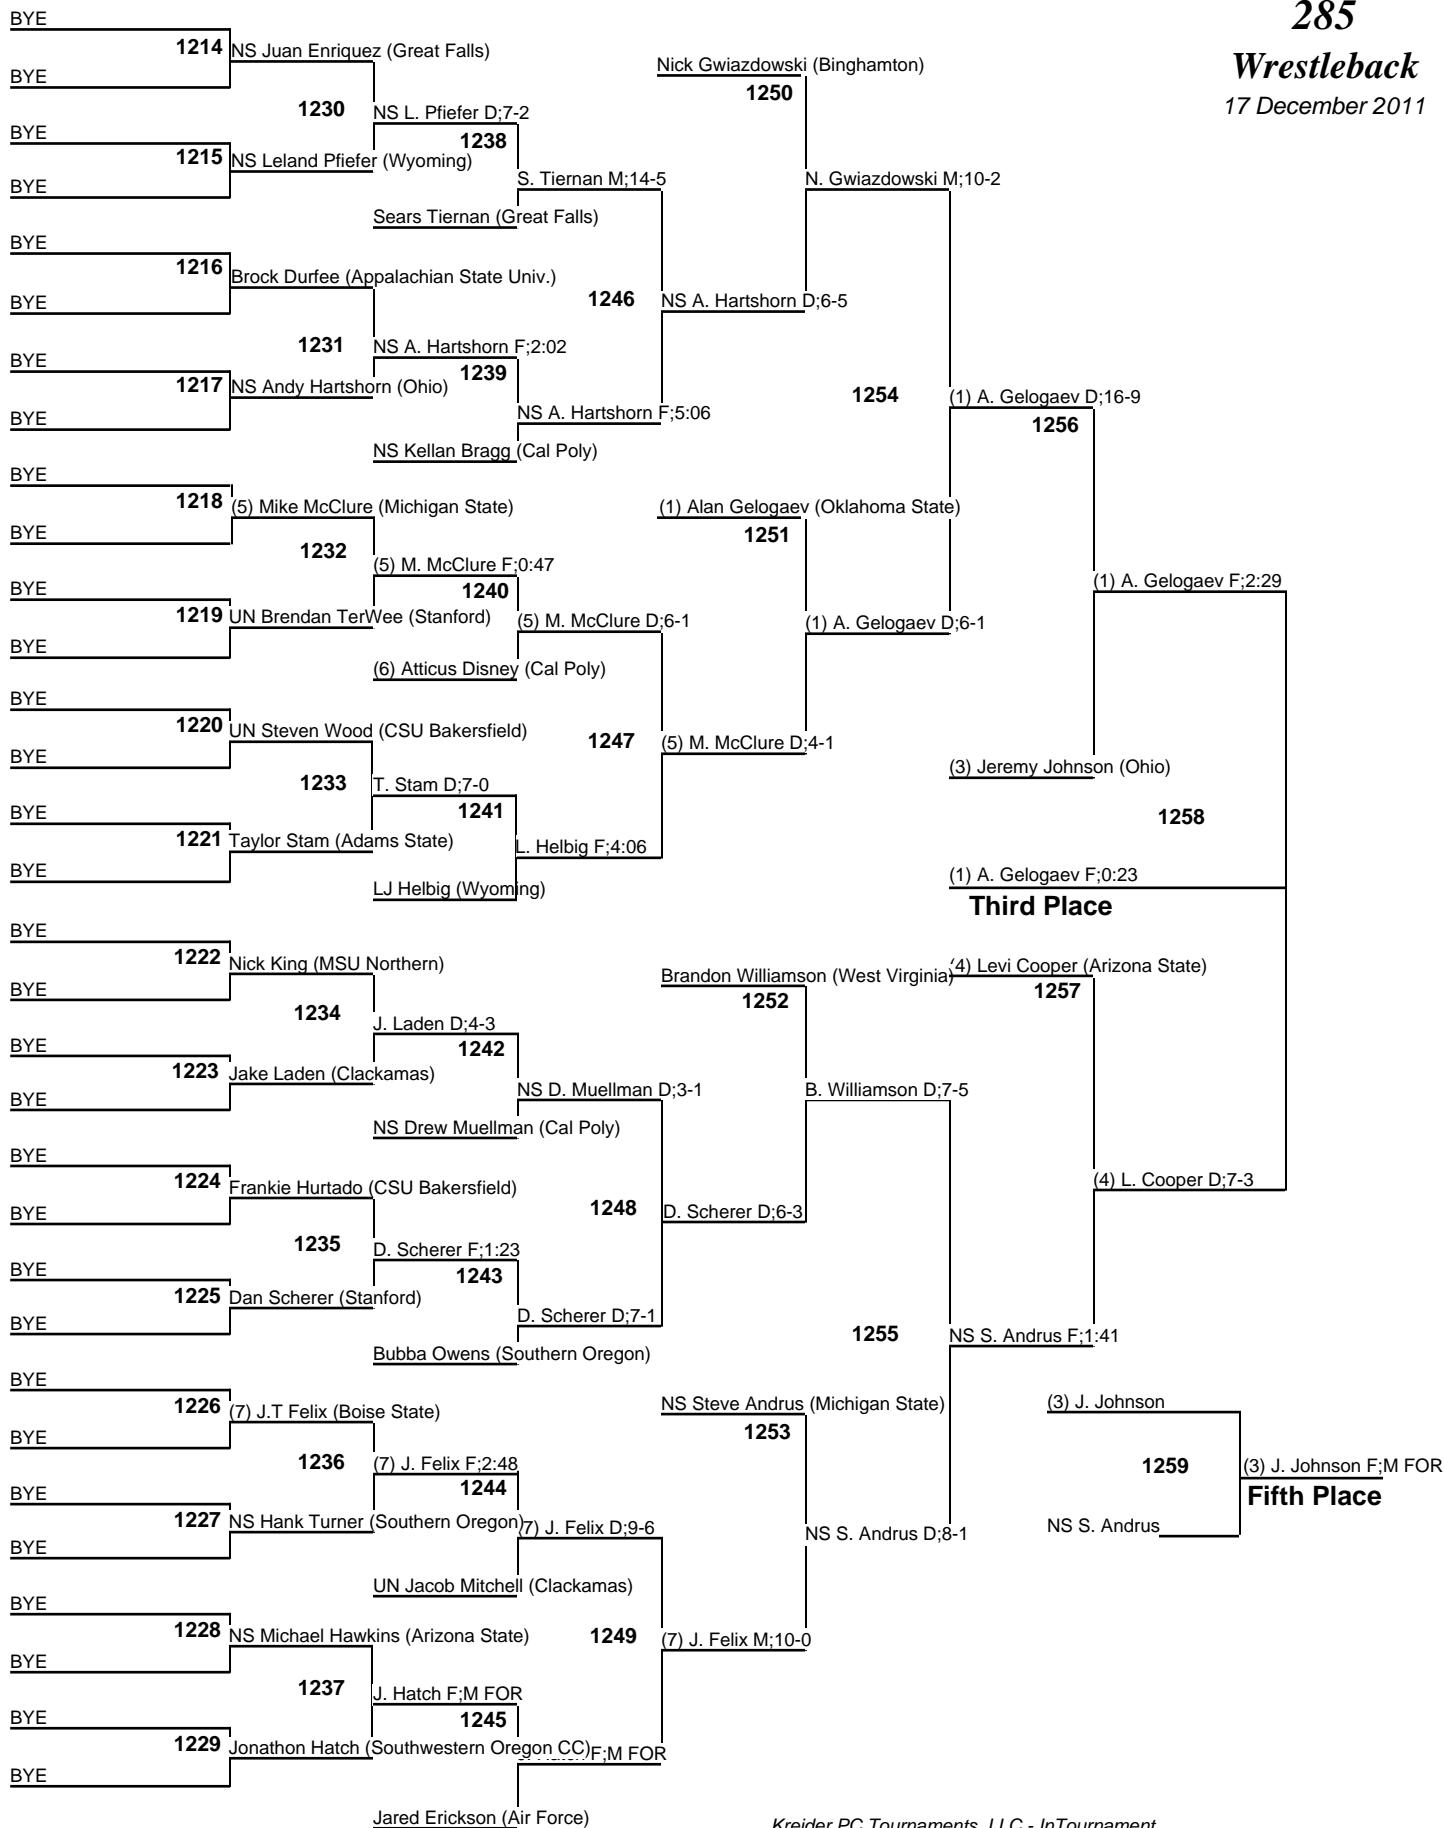 285
Wrestleback
17 December 2011
BYE
1214 NS Juan Enriquez (Great Falls)
BYE
1230
NS L. Pfiefer D;7-2
1238
BYE
1215 NS Leland Pfiefer (Wyoming)
BYE
S. Tiernan M;14-5
Sears Tiernan (Great Falls)
BYE
1216
Brock Durfee (Appalachian State Univ.)
BYE
1246
NS A. Hartshorn D;6-5
1231
NS A. Hartshorn F;2:02
1239
BYE
1217 NS Andy Hartshorn (Ohio)
BYE
NS A. Hartshorn F;5:06
NS Kellan Bragg (Cal Poly)
Nick Gwiazdowski (Binghamton)
1250
N. Gwiazdowski M;10-2
1254
(1) A. Gelogaev D;16-9
1256
BYE
1218 (5) Mike McClure (Michigan State)
BYE
1232
(5) M. McClure F;0:47
1240
BYE
1219 UN Brendan TerWee (Stanford)
BYE
(5) M. McClure D;6-1
(6) Atticus Disney (Cal Poly)
(1) Alan Gelogaev (Oklahoma State)
1251
(1) A. Gelogaev D;6-1
(1) A. Gelogaev F;2:29
BYE
1220 UN Steven Wood (CSU Bakersfield)
BYE
1247
(5) M. McClure D;4-1
1233
T. Stam D;7-0
1241
BYE
1221 Taylor Stam (Adams State)
BYE
L. Helbig F;4:06
LJ Helbig (Wyoming)
(3) Jeremy Johnson (Ohio)
1258
(1) A. Gelogaev F;0:23
Third Place
BYE
1222 Nick King (MSU Northern)
BYE
1234
J. Laden D;4-3
1242
BYE
1223 Jake Laden (Clackamas)
BYE
NS D. Muellman D;3-1
NS Drew Muellman (Cal Poly)
Brandon Williamson (West Virginia)
1252
(4) Levi Cooper (Arizona State)
1257
B. Williamson D;7-5
BYE
1224 Frankie Hurtado (CSU Bakersfield)
BYE
1248
D. Scherer D;6-3
(4) L. Cooper D;7-3
1235
D. Scherer F;1:23
1243
BYE
1225 Dan Scherer (Stanford)
BYE
D. Scherer D;7-1
Bubba Owens (Southern Oregon)
1255
NS S. Andrus F;1:41
BYE
1226 (7) J.T Felix (Boise State)
BYE
1236
(7) J. Felix F;2:48
1244
BYE
1227 NS Hank Turner (Southern Oregon)
BYE
7) J. Felix D;9-6
UN Jacob Mitchell (Clackamas)
NS Steve Andrus (Michigan State)
1253
NS S. Andrus D;8-1
(3) J. Johnson
1259
(3) J. Johnson F;M FOR
Fifth Place
NS S. Andrus
BYE
1228 NS Michael Hawkins (Arizona State)
BYE
1249
(7) J. Felix M;10-0
1237
J. Hatch F;M FOR
1245
BYE
1229 Jonathon Hatch (Southwestern Oregon CC)
BYE
F;M FOR
Jared Erickson (Air Force)
Kreider PC Tournaments, LLC - InTournament